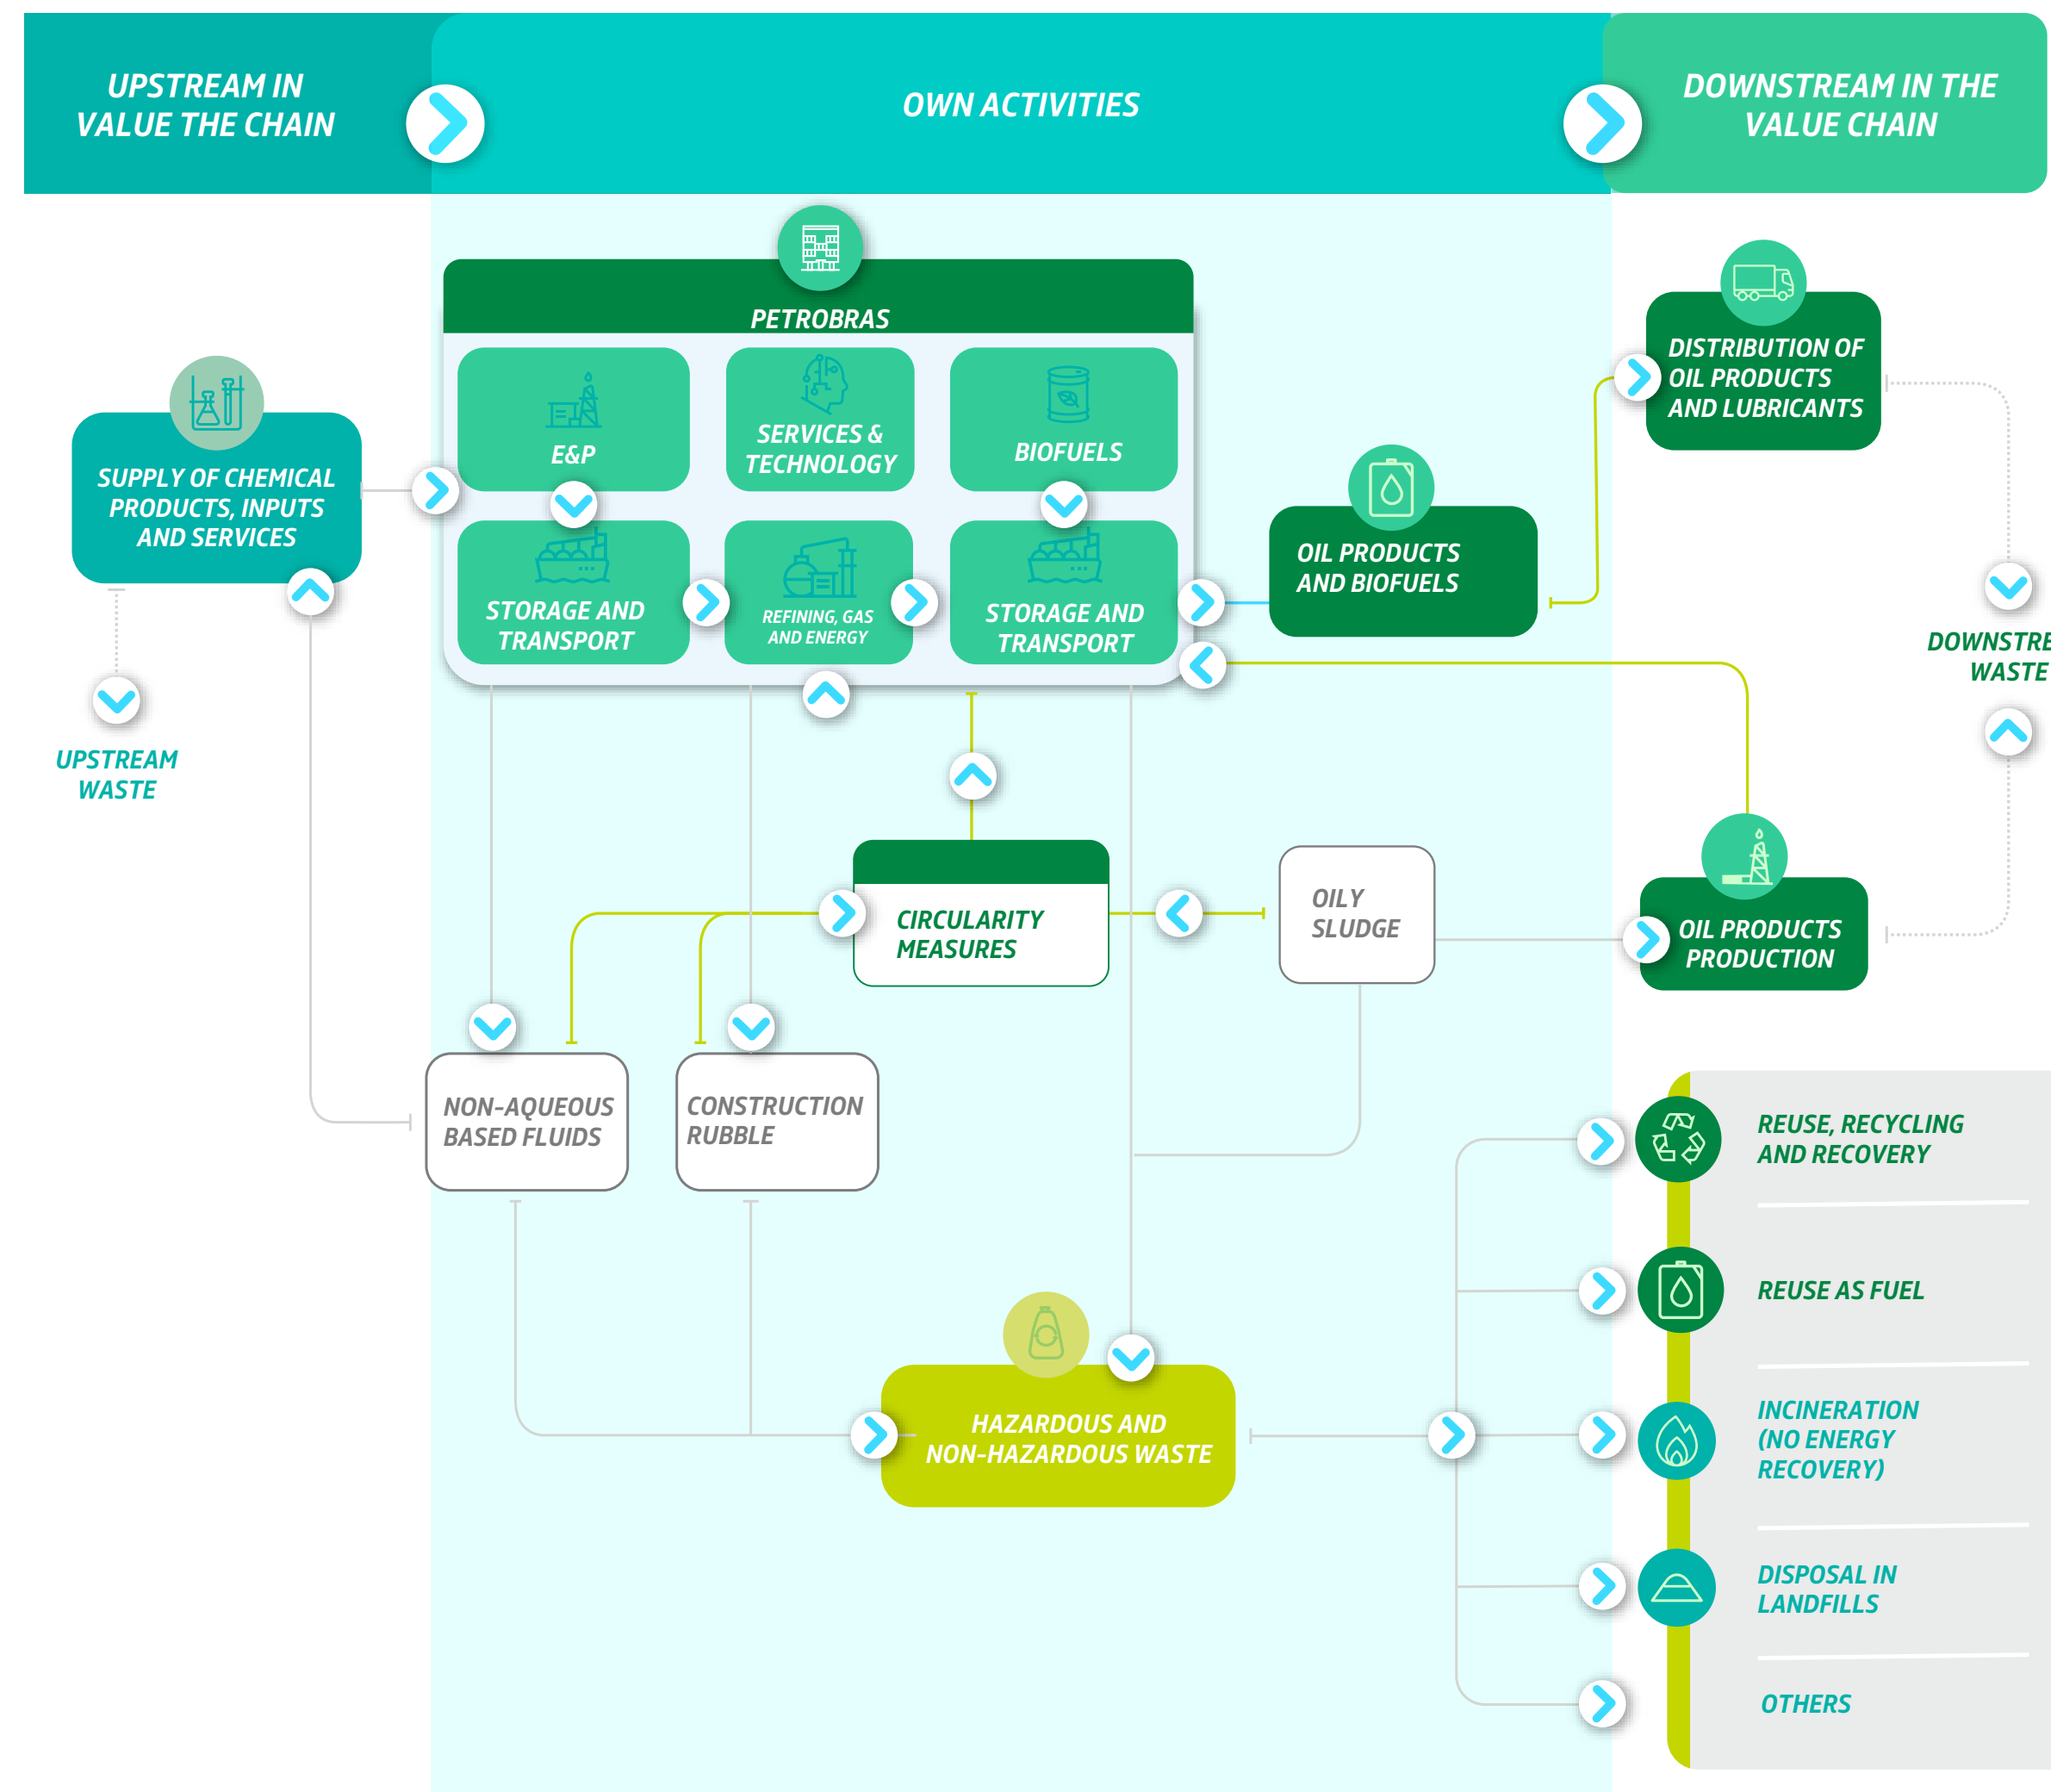 UPSTREAM IN
VALUE THE CHAIN
OWN ACTIVITIES
DOWNSTREAM IN THE
VALUE CHAIN
PETROBRAS
E&P
SERVICES &
TECHNOLOGY
BIOFUELS
STORAGE AND
TRANSPORT
REFINING, GAS
AND ENERGY
STORAGE AND
TRANSPORT
SUPPLY OF CHEMICAL
PRODUCTS, INPUTS
AND SERVICES
UPSTREAM
WASTE
OIL PRODUCTS
AND BIOFUELS
DISTRIBUTION OF
OIL PRODUCTS
AND LUBRICANTS
WASTE
CIRCULARITY
MEASURES
OILY
SLUDGE
OIL PRODUCTS
PRODUCTION
NON-AQUEOUS
BASED FLUIDS
CONSTRUCTION
RUBBLE
HAZARDOUS AND
NON-HAZARDOUS WASTE
REUSE, RECYCLING
AND RECOVERY
REUSE AS FUEL
INCINERATION
(NO ENERGY
RECOVERY)
DISPOSAL IN
LANDFILLS
OTHERS